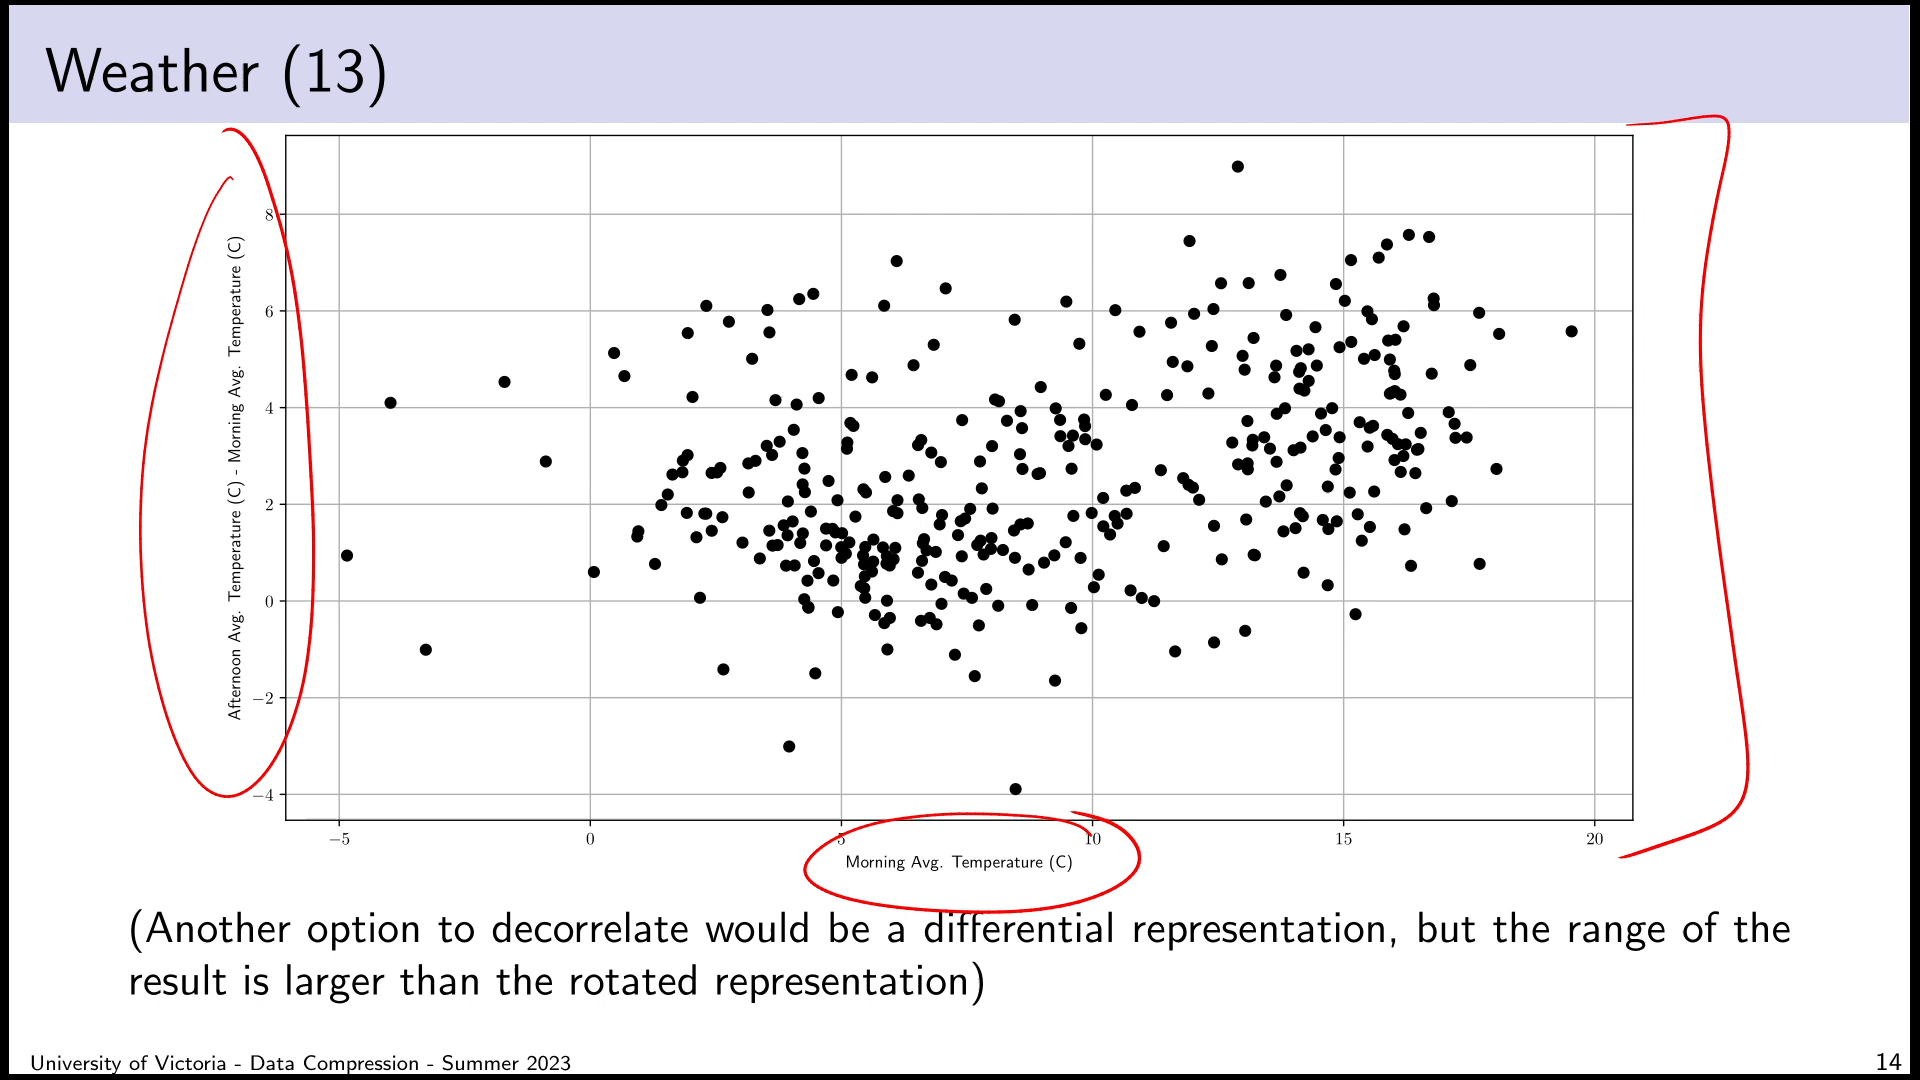 Weather (13)
8
6
4
2
0
−2
−4
Afternoon Avg. Temperature (C) - Morning Avg. Temperature (C)
−5
0
5
10
15
20
Morning Avg. Temperature (C)
(Another option to decorrelate would be a differential representation, but the range of the
result is larger than the rotated representation)
University of Victoria - Data Compression - Summer 2023
14